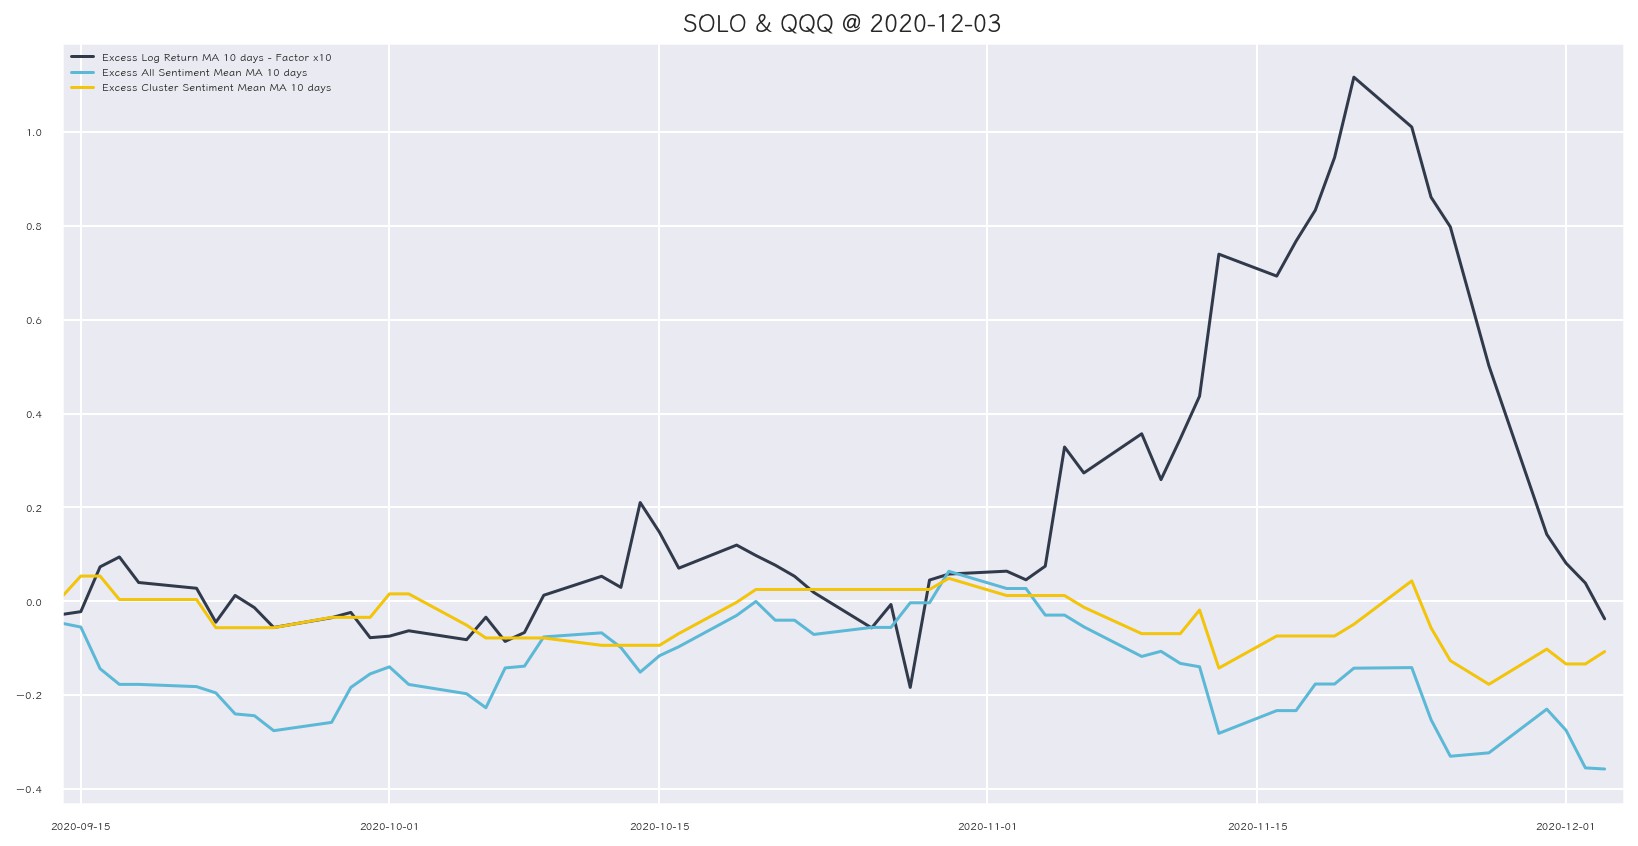 SOLO & QQQ @ 2020-12-03
Excess Log Return MA 10 days - Factor x10
Excess All Sentiment Mean MA 10 days
Excess Cluster Sentiment Mean MA 10 days
1.0
0.8
0.6
0.4
0.2
0.0
−0.2
−0.4
2020-09-15 2020-10-01 2020-10-15 2020-11-01 2020-11-15 2020-12-01